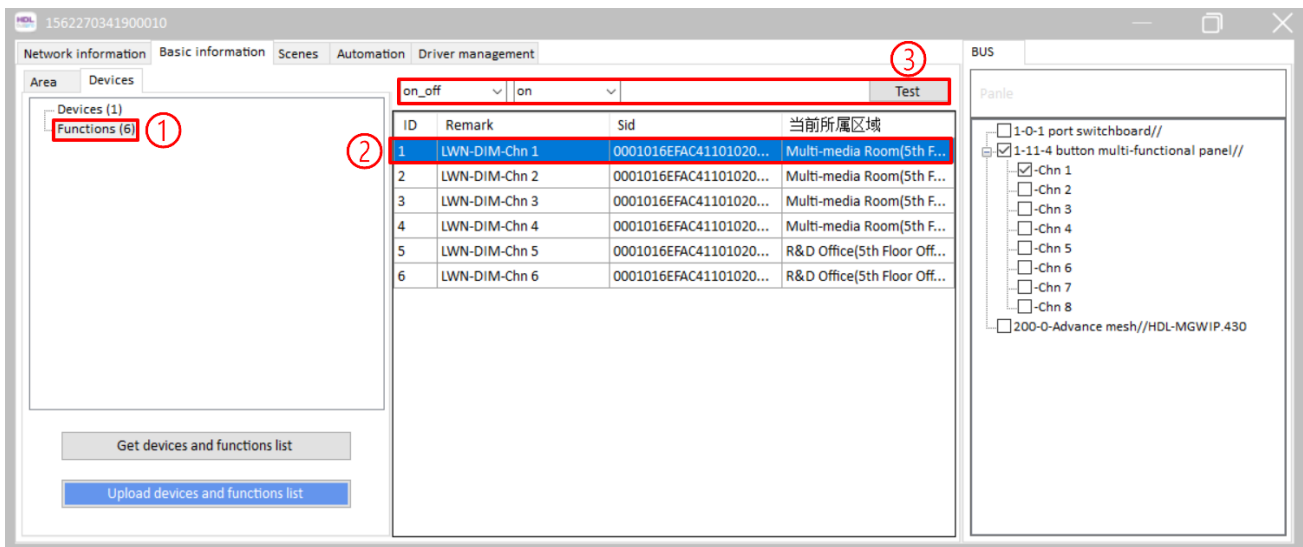 HDL 1562270341900010
Network information Basic information Scenes Automation Driver management
BUS
③
Area Devices
on_off on Test
Panle
Devices (1)
Functions (6)
①
②
ID Remark Sid 当前所属区域
1 LWN-DIM-Chn 1 0001016EFAC41101020... Multi-media Room(5th F...
2 LWN-DIM-Chn 2 0001016EFAC41101020... Multi-media Room(5th F...
3 LWN-DIM-Chn 3 0001016EFAC41101020... Multi-media Room(5th F...
4 LWN-DIM-Chn 4 0001016EFAC41101020... Multi-media Room(5th F...
5 LWN-DIM-Chn 5 0001016EFAC41101020... R&D Office(5th Floor Off...
6 LWN-DIM-Chn 6 0001016EFAC41101020... R&D Office(5th Floor Off...
1-0-1 port switchboard//
1-11-4 button multi-functional panel//
-Chn 1
-Chn 2
-Chn 3
-Chn 4
-Chn 5
-Chn 6
-Chn 7
-Chn 8
200-0-Advance mesh//HDL-MGWIP.430
Get devices and functions list
Upload devices and functions list